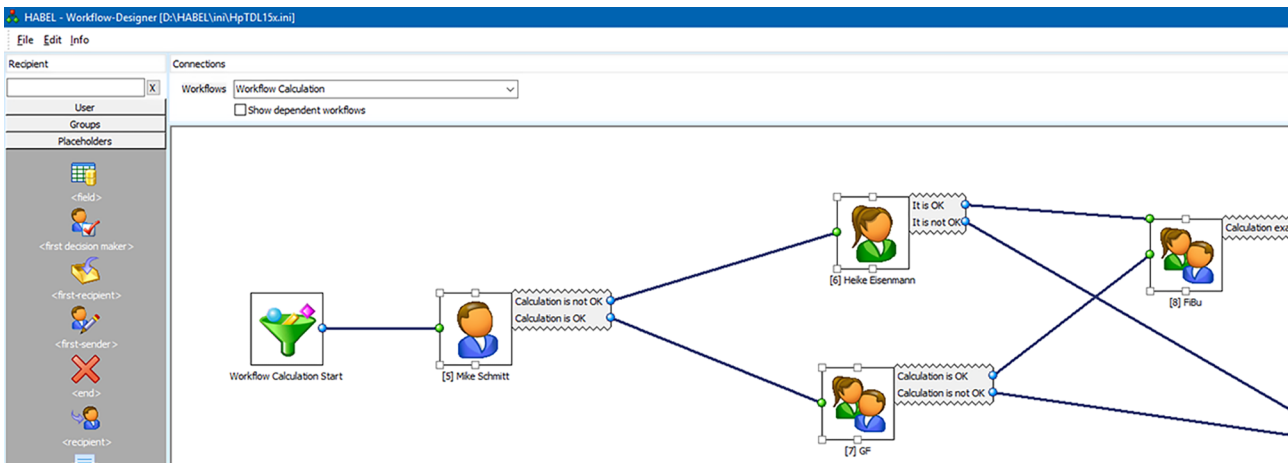 HABEL - Workflow-Designer [D:\HABEL\ini\HpTDL15x.ini]
File Edit Info
Recipient
Connections
X
Workflows Workflow Calculation
Show dependent workflows
User
Groups
Placeholders
<field>
<first decision maker>
<first-recipient>
<first-sender>
<end>
<recipient>
Workflow Calculation Start
Calculation is not OK
Calculation is OK
[5] Mike Schmitt
It is OK
It is not OK
[6] Heike Eisenmann
Calculation is OK
Calculation is not OK
[7] GF
Calculation exa
[8] FiBu